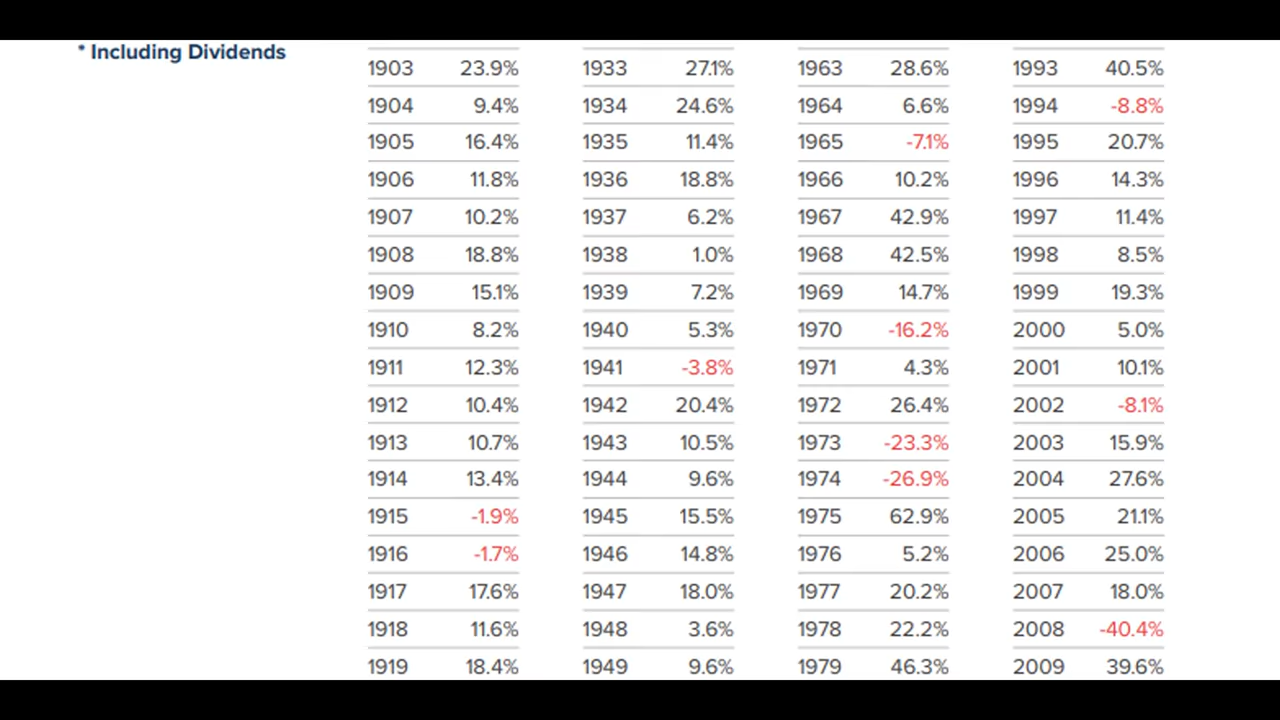 * Including Dividends
1903 23.9% 1933 27.1% 1963 28.6% 1993 40.5%
1904 9.4% 1934 24.6% 1964 6.6% 1994 -8.8%
1905 16.4% 1935 11.4% 1965 -7.1% 1995 20.7%
1906 11.8% 1936 18.8% 1966 10.2% 1996 14.3%
1907 10.2% 1937 6.2% 1967 42.9% 1997 11.4%
1908 18.8% 1938 1.0% 1968 42.5% 1998 8.5%
1909 15.1% 1939 7.2% 1969 14.7% 1999 19.3%
1910 8.2% 1940 5.3% 1970 -16.2% 2000 5.0%
1911 12.3% 1941 -3.8% 1971 4.3% 2001 10.1%
1912 10.4% 1942 20.4% 1972 26.4% 2002 -8.1%
1913 10.7% 1943 10.5% 1973 -23.3% 2003 15.9%
1914 13.4% 1944 9.6% 1974 -26.9% 2004 27.6%
1915 -1.9% 1945 15.5% 1975 62.9% 2005 21.1%
1916 -1.7% 1946 14.8% 1976 5.2% 2006 25.0%
1917 17.6% 1947 18.0% 1977 20.2% 2007 18.0%
1918 11.6% 1948 3.6% 1978 22.2% 2008 -40.4%
1919 18.4% 1949 9.6% 1979 46.3% 2009 39.6%